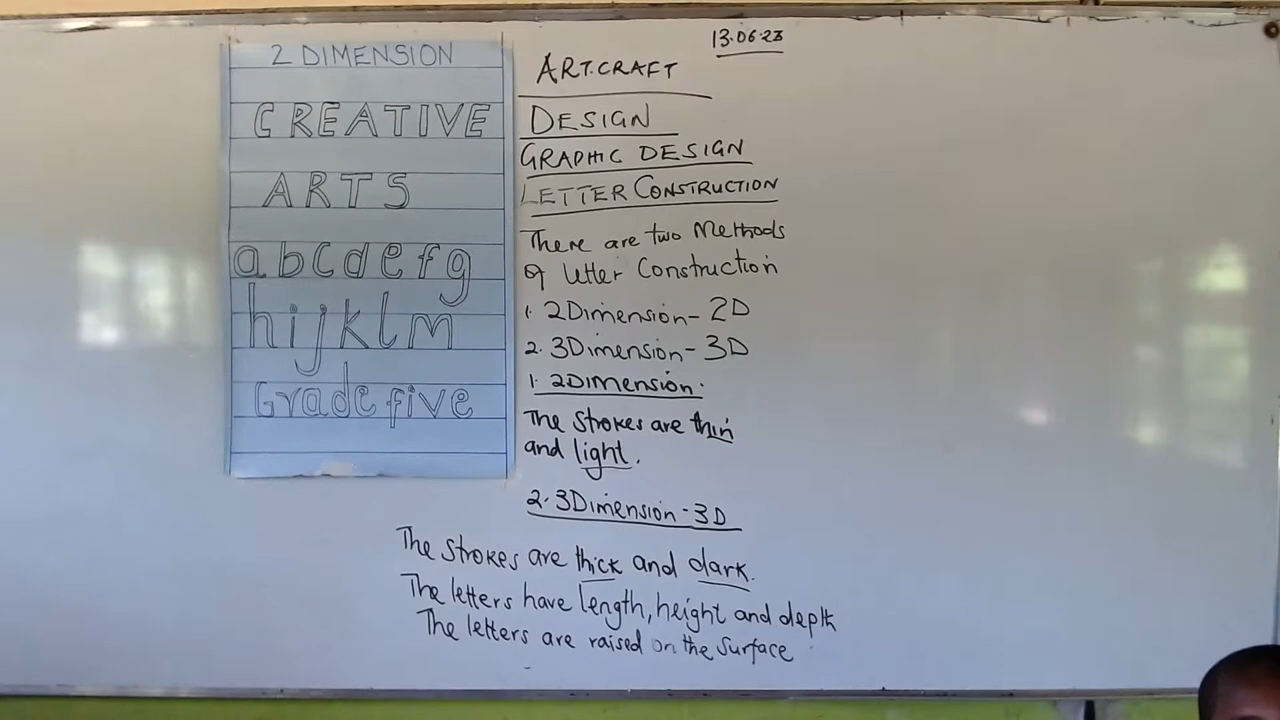 2 DIMENSION
CREATIVE
ARTS
abcdefg
hijklm
Grade five
13.06.23
ART.CRAFT
DESIGN
GRAPHIC DESIGN
LETTER CONSTRUCTION
There are two Methods
of letter Construction
1. 2Dimension - 2D
2. 3Dimension - 3D
1. 2Dimension.
The strokes are thin
and light.
2. 3Dimension - 3D
The strokes are thick and dark.
The letters have length, height and depth
The letters are raised on the surface